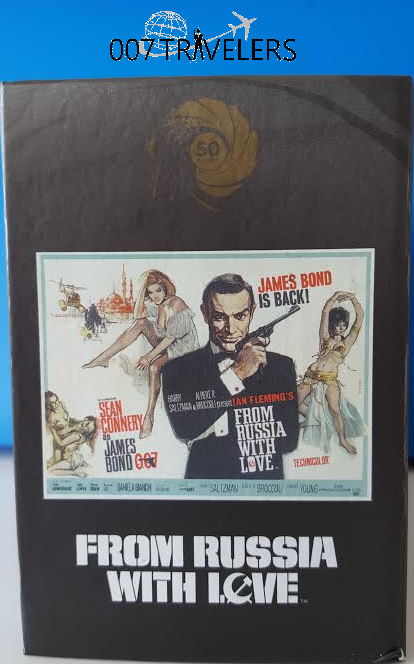 007 TRAVELERS
50
JAMES BOND
IS BACK!
HARRY SALTZMAN & ALBERT R. BROCCOLI present IAN FLEMING'S
FROM
RUSSIA
WITH
LOVE
SEAN
CONNERY
as
JAMES
BOND 007
TECHNICOLOR
DANIELA BIANCHI
SALTZMAN
BROCCOLI
YOUNG
FROM RUSSIA
WITH LOVE